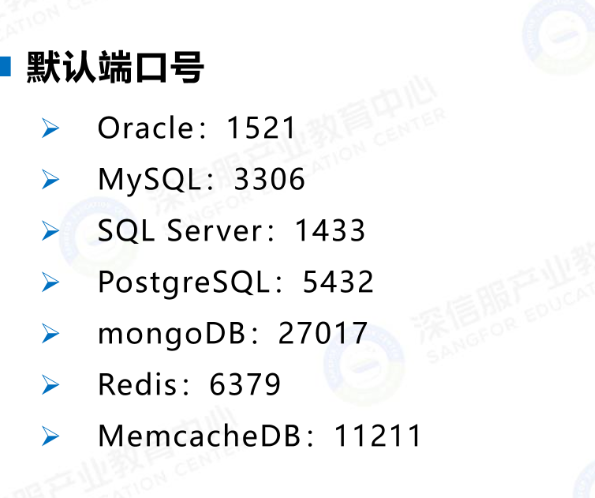 默认端口号
Oracle：1521
MySQL：3306
SQL Server：1433
PostgreSQL：5432
mongoDB：27017
Redis：6379
MemcacheDB：11211
深信服产业教育中心
SANGFOR EDUCATION CENTER